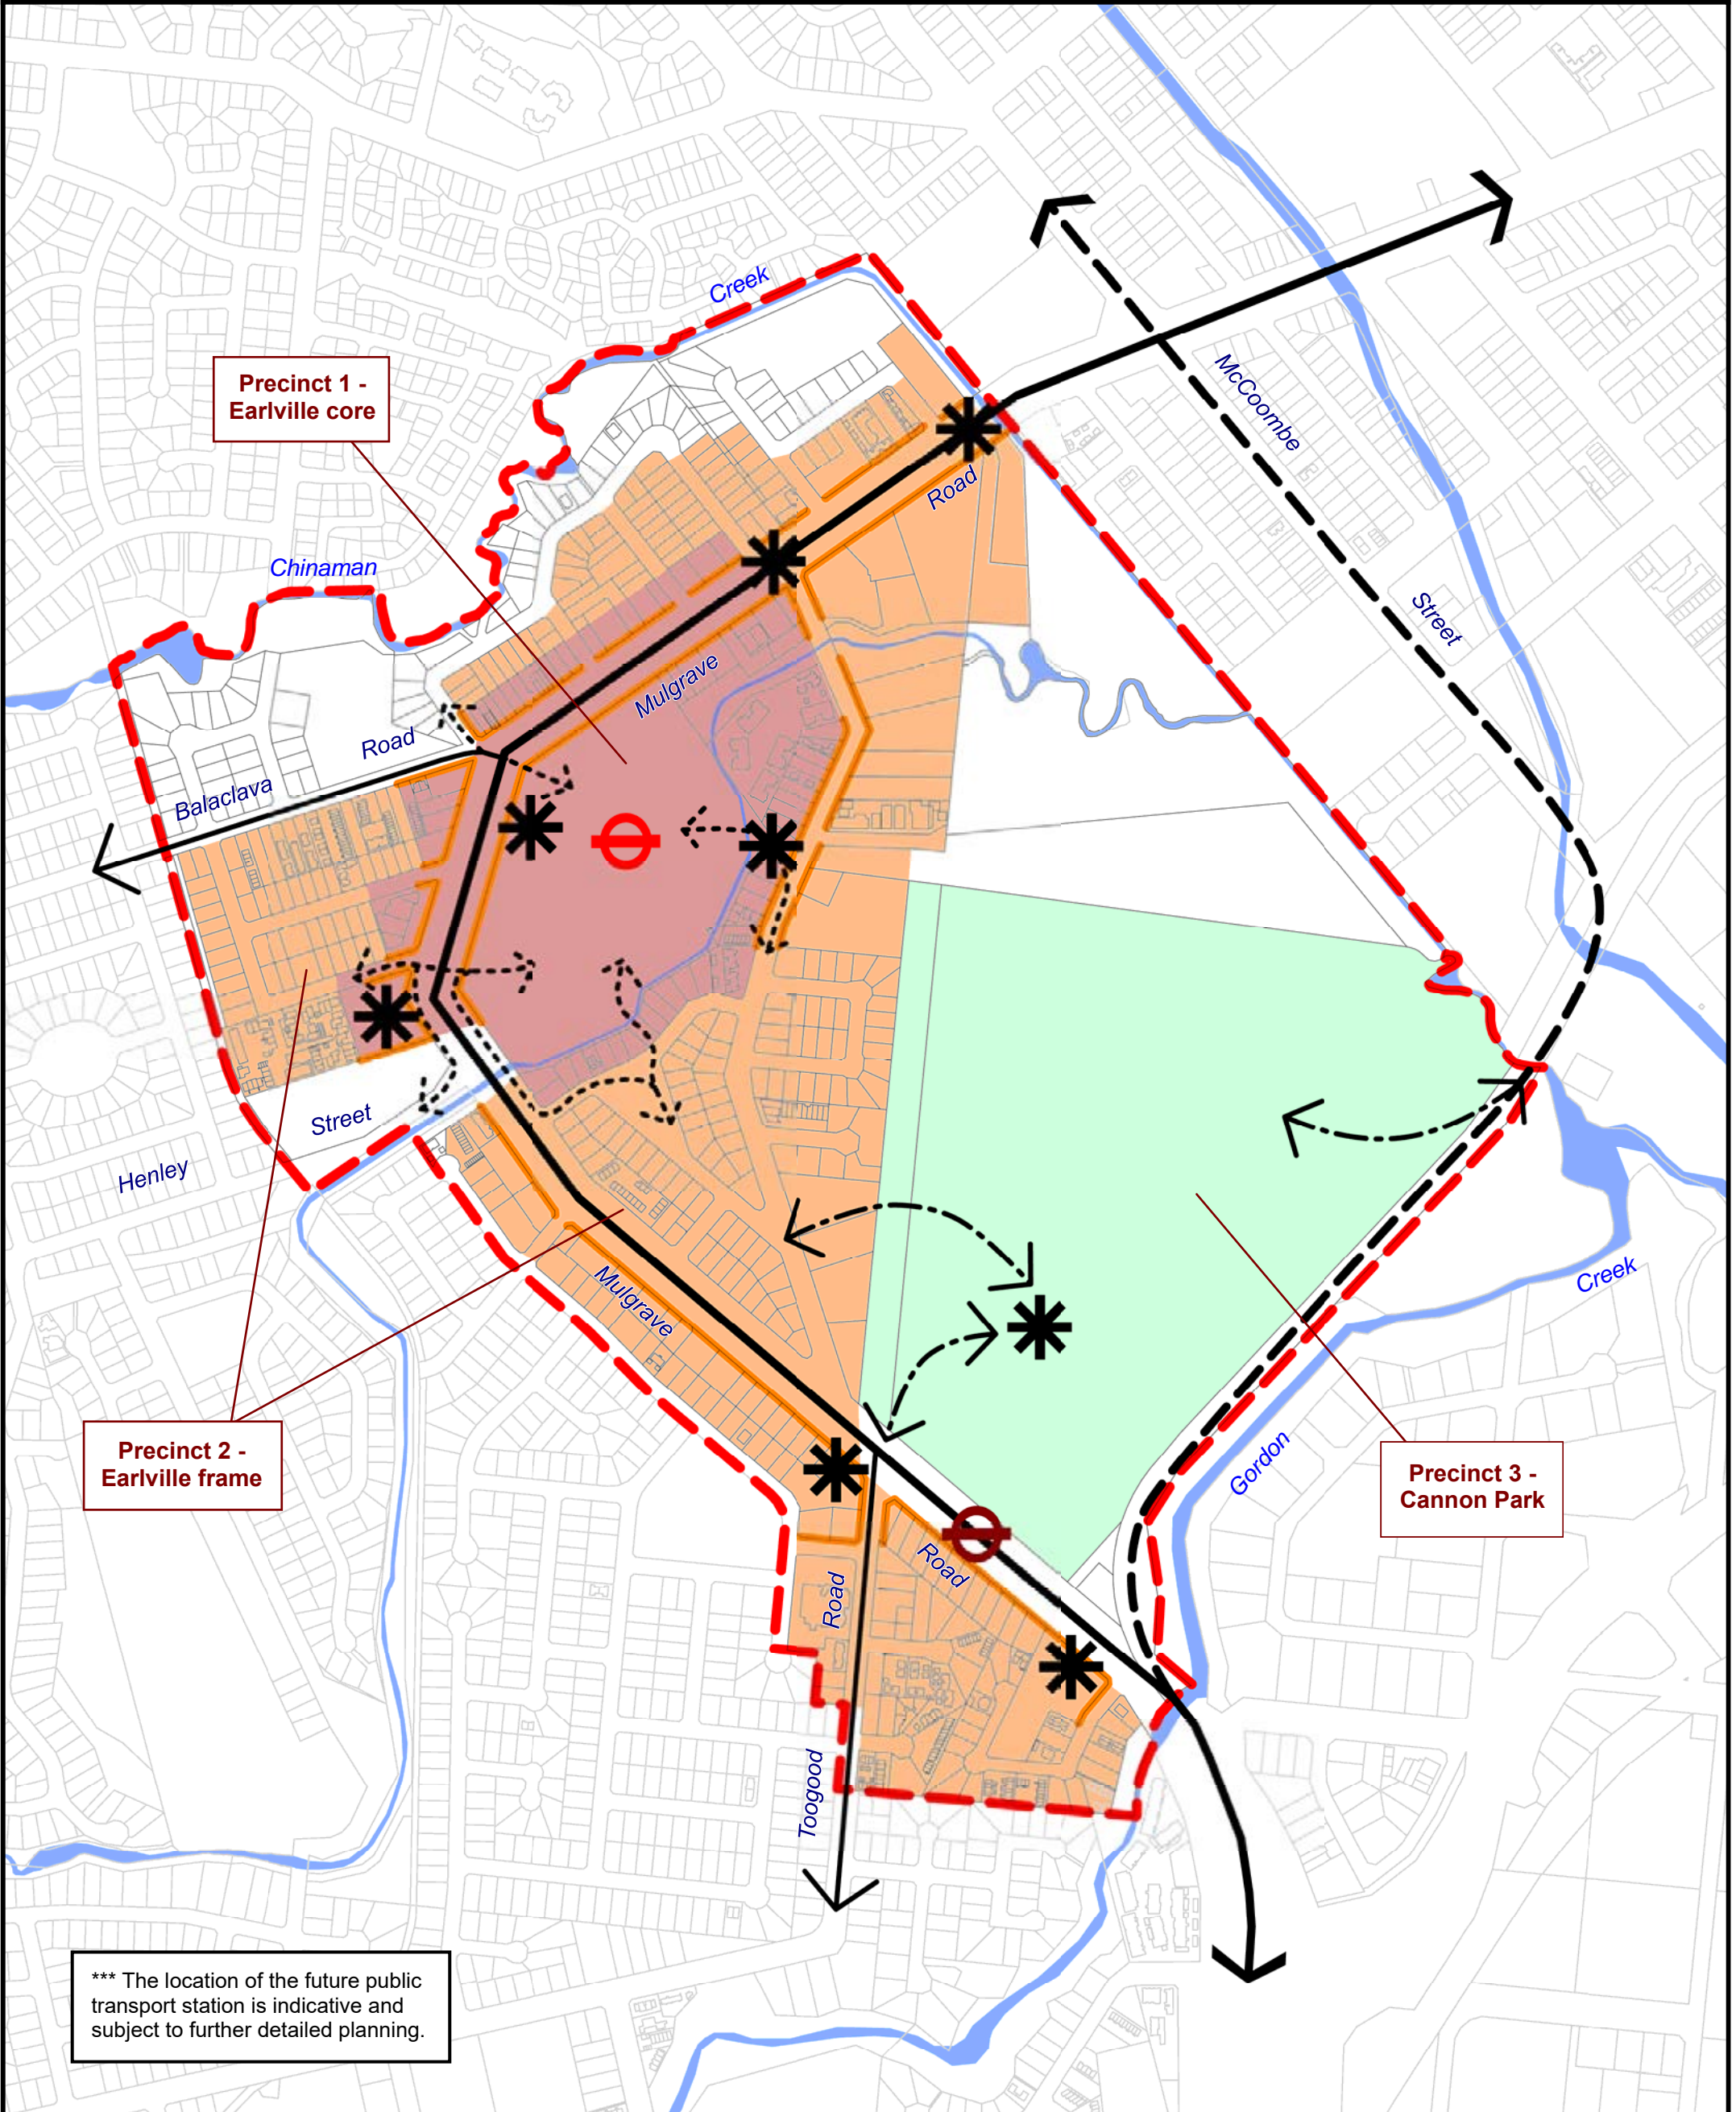 Creek
McCoombe
Precinct 1 -
Earlville core
Road
Chinaman
Street
Mulgrave
Road
Balaclava
Street
Henley
Creek
Mulgrave
Precinct 2 -
Earlville frame
Gordon
Precinct 3 -
Cannon Park
Road
Road
Toogood
*** The location of the future public
transport station is indicative and
subject to further detailed planning.